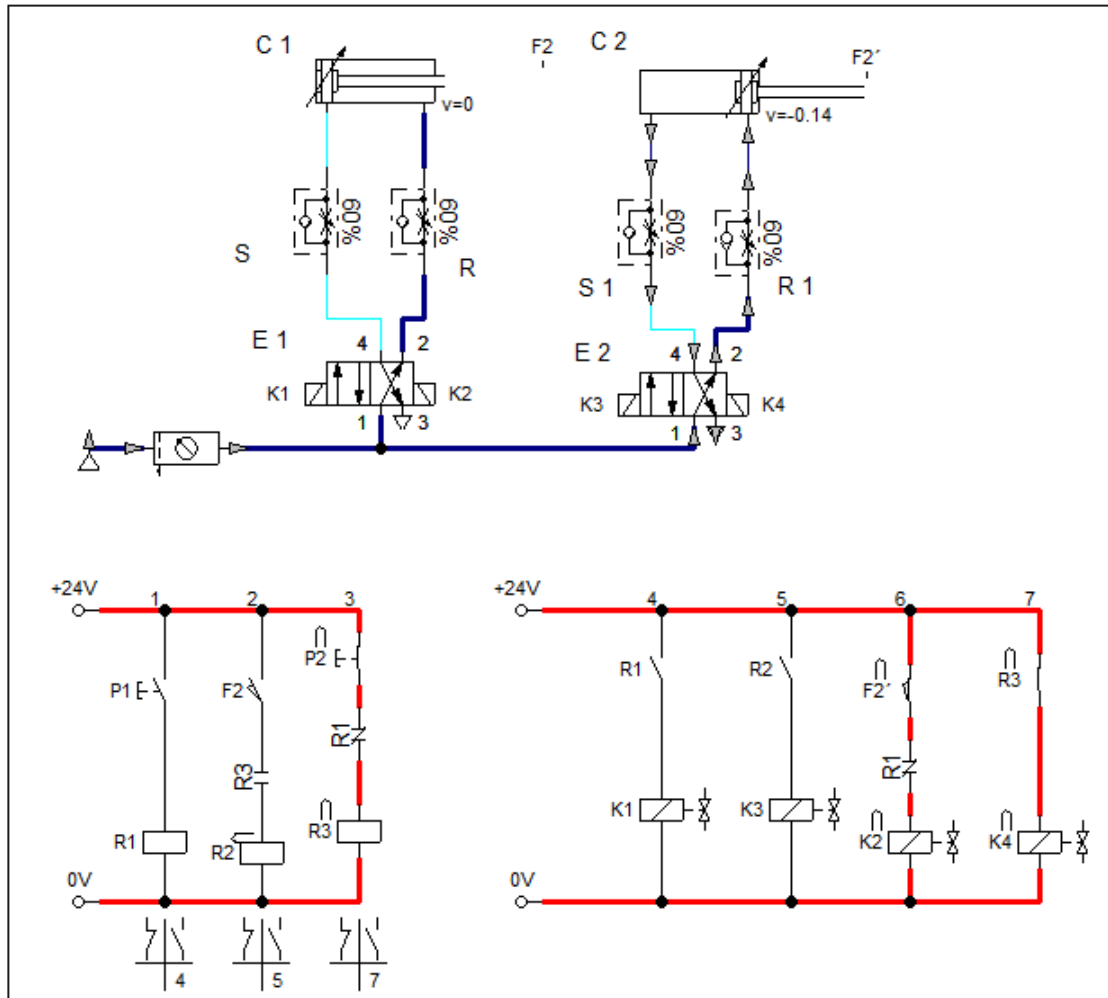 C 1
F2
C 2
F2´
v=0
v=-0.14
60%
60%
60%
60%
S
R
S 1
R 1
E 1
4
2
E 2
4
2
K1
K2
K3
K4
1
3
1
3
+24V
1
2
3
P2
P1
F2
R1
R3
R1
R2
R3
0V
4
5
7
+24V
4
5
6
7
R1
R2
F2´
R3
R1
K1
K3
K2
K4
0V